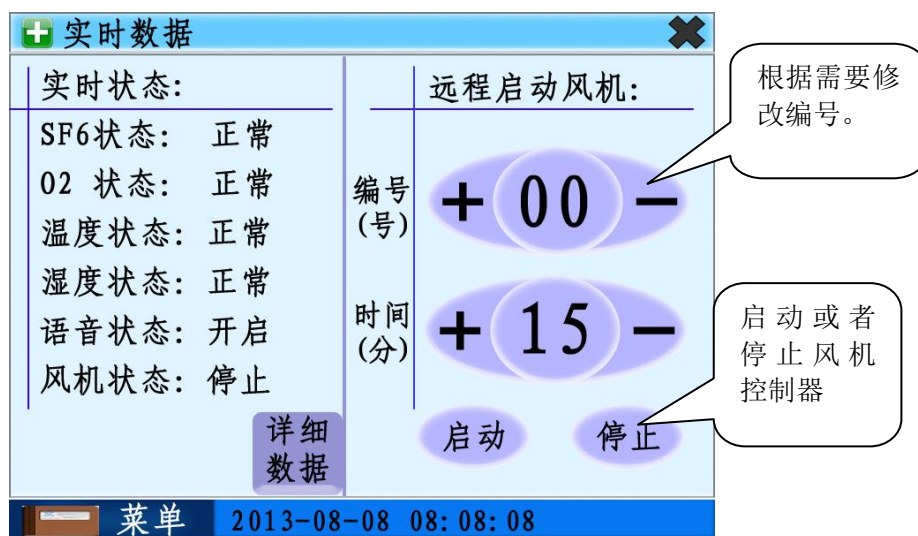 实时数据
实时状态:
SF6状态: 正常
O2 状态: 正常
温度状态: 正常
湿度状态: 正常
语音状态: 开启
风机状态: 停止
详细
数据
远程启动风机:
编号
(号)
+ 00 −
时间
(分)
+ 15 −
启动 停止
菜单 2013-08-08 08:08:08
根据需要修
改编号。
启动或者
停止风机
控制器